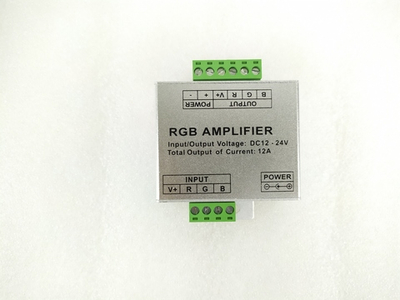 - + V+ R G B
POWER OUTPUT
RGB AMPLIFIER
Input/Output Voltage: DC12 - 24V
Total Output of Current: 12A
INPUT
V+ R G B
POWER